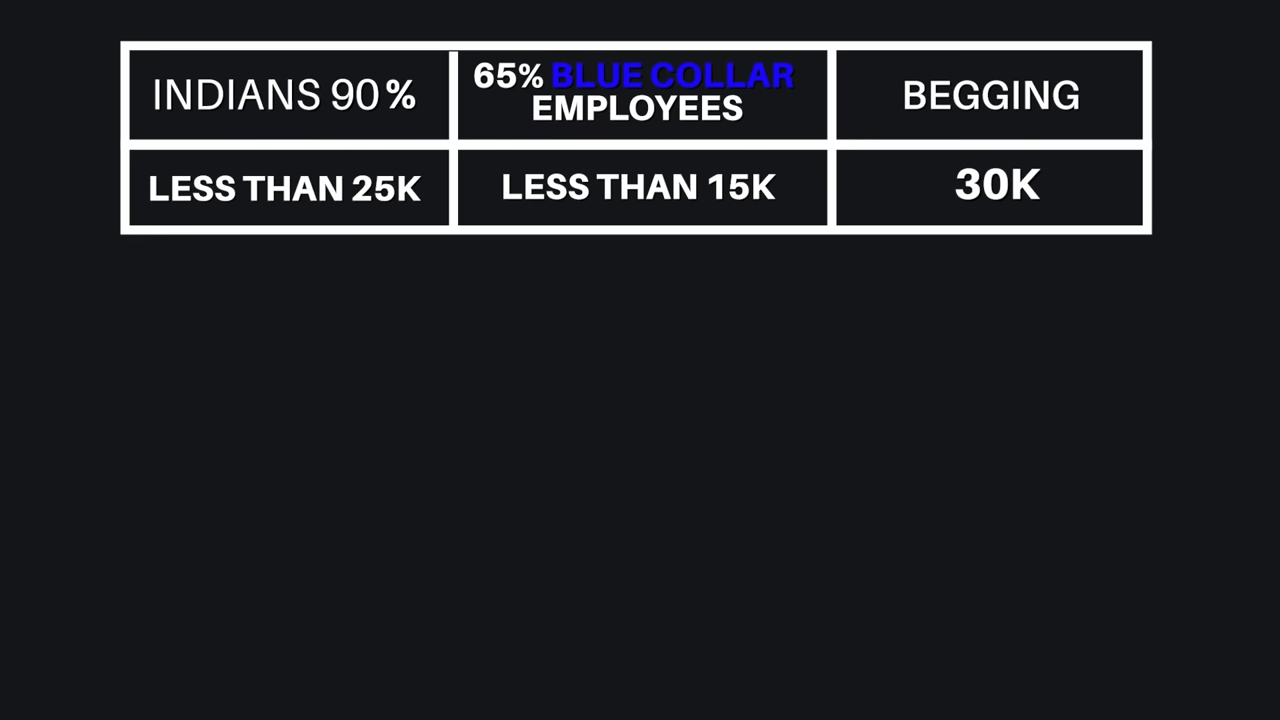 INDIANS 90%
65% BLUE COLLAR
EMPLOYEES
BEGGING
LESS THAN 25K
LESS THAN 15K
30K